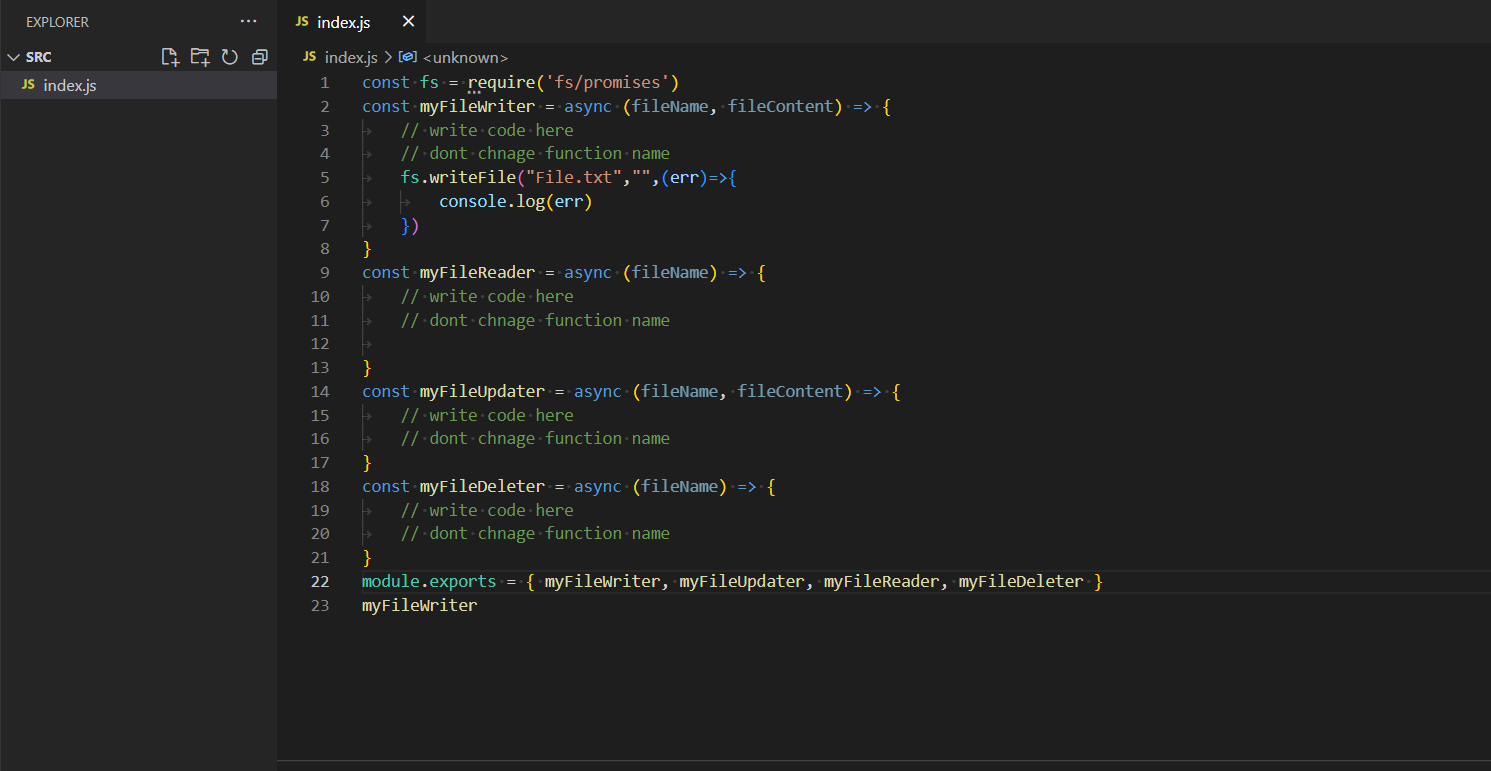 EXPLORER ...
SRC
JS index.js
JS index.js
JS index.js > <unknown>
1 const fs = require('fs/promises')
2 const myFileWriter = async (fileName, fileContent) => {
3 // write code here
4 // dont chnage function name
5 fs.writeFile("File.txt","",(err)=>{
6 console.log(err)
7 })
8 }
9 const myFileReader = async (fileName) => {
10 // write code here
11 // dont chnage function name
12
13 }
14 const myFileUpdater = async (fileName, fileContent) => {
15 // write code here
16 // dont chnage function name
17 }
18 const myFileDeleter = async (fileName) => {
19 // write code here
20 // dont chnage function name
21 }
22 module.exports = { myFileWriter, myFileUpdater, myFileReader, myFileDeleter }
23 myFileWriter